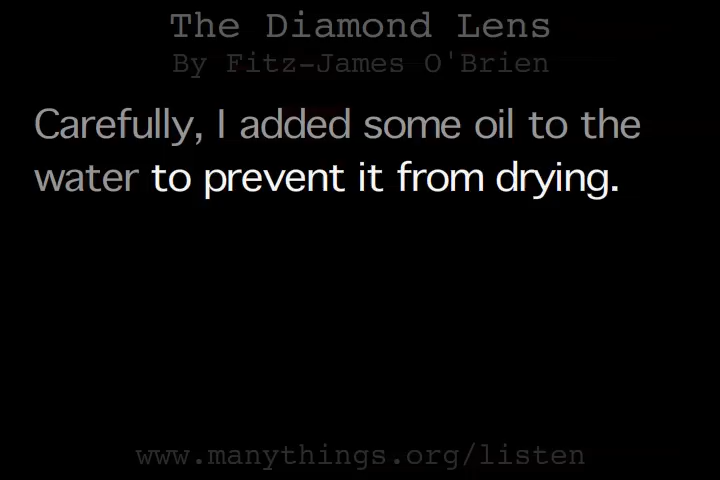 The Diamond Lens
By Fitz-James O'Brien
Carefully, I added some oil to the
water to prevent it from drying.
www.manythings.org/listen